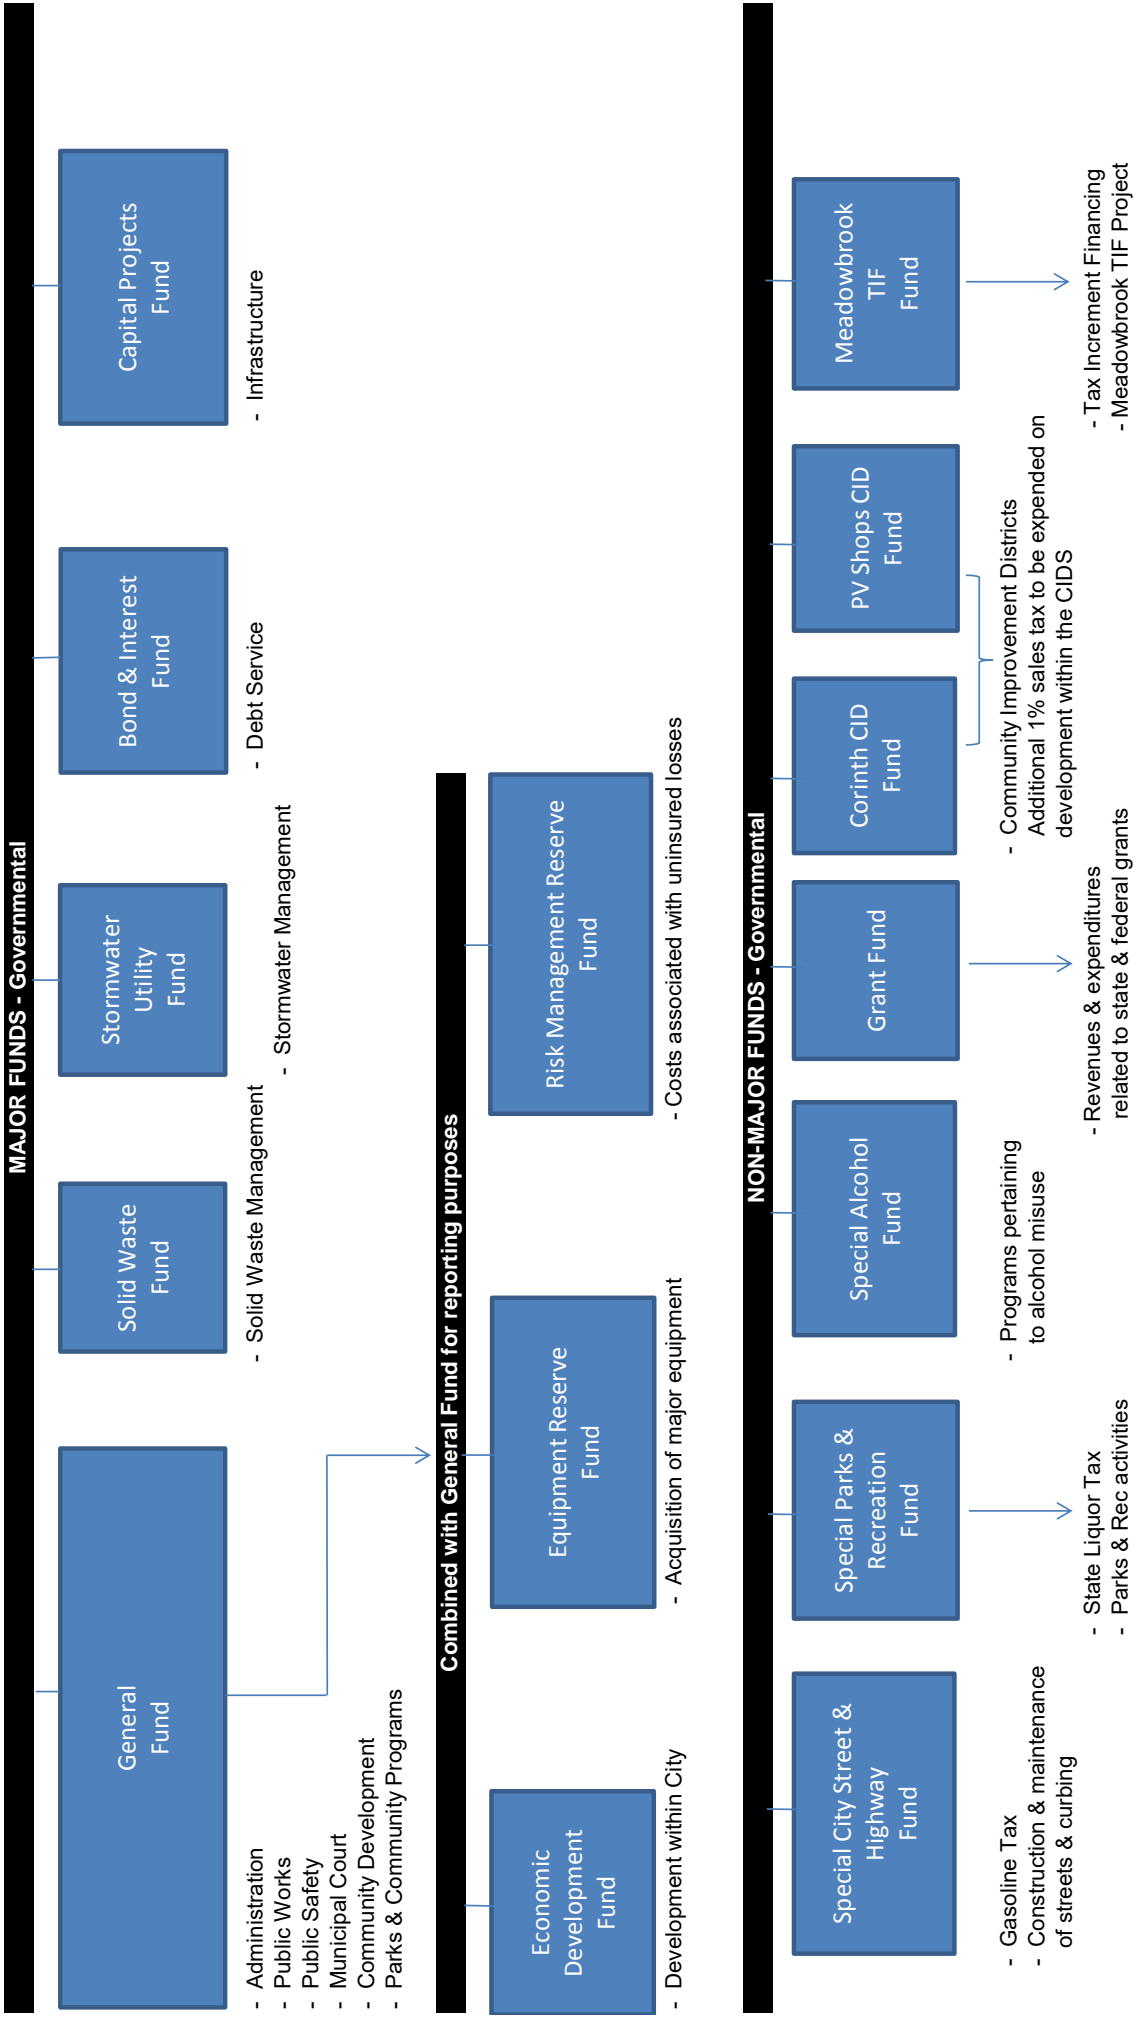 MAJOR FUNDS - Governmental
General
Fund
- Administration
- Public Works
- Public Safety
- Municipal Court
- Community Development
- Parks & Community Programs
Solid Waste
Fund
- Solid Waste Management
Stormwater
Utility
Fund
- Stormwater Management
Bond & Interest
Fund
- Debt Service
Capital Projects
Fund
- Infrastructure
Combined with General Fund for reporting purposes
Economic
Development
Fund
- Development within City
Equipment Reserve
Fund
- Acquisition of major equipment
Risk Management Reserve
Fund
- Costs associated with uninsured losses
NON-MAJOR FUNDS - Governmental
Special City Street &
Highway
Fund
- Gasoline Tax
- Construction & maintenance
of streets & curbing
Special Parks &
Recreation
Fund
- State Liquor Tax
- Parks & Rec activities
Special Alcohol
Fund
- Programs pertaining
to alcohol misuse
Grant Fund
- Revenues & expenditures
related to state & federal grants
Corinth CID
Fund
PV Shops CID
Fund
- Community Improvement Districts
Additional 1% sales tax to be expended on
development within the CIDS
Meadowbrook
TIF
Fund
- Tax Increment Financing
- Meadowbrook TIF Project